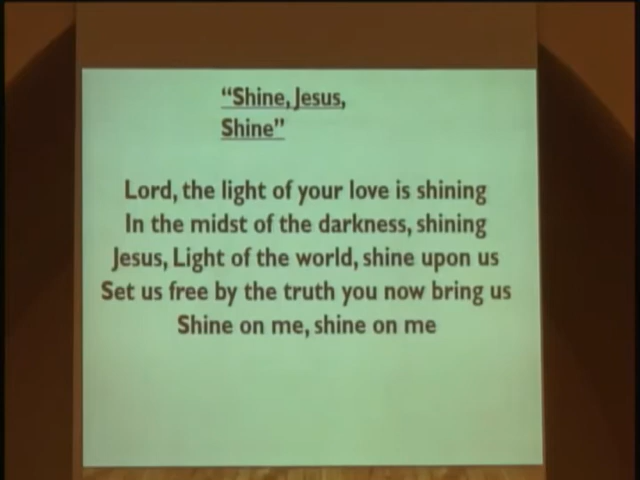 “Shine, Jesus,
Shine”
Lord, the light of your love is shining
In the midst of the darkness, shining
Jesus, Light of the world, shine upon us
Set us free by the truth you now bring us
Shine on me, shine on me